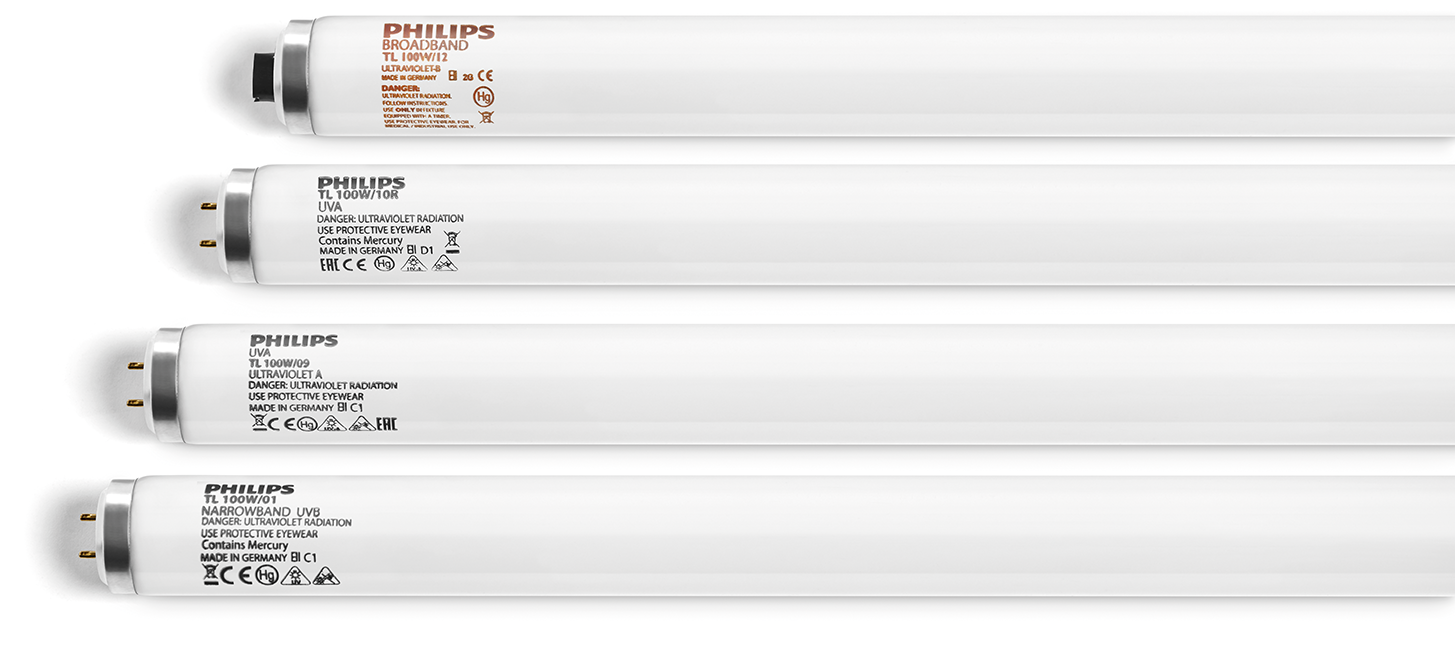 PHILIPS
BROADBAND
TL 100W/12
ULTRAVIOLET-B
MADE IN GERMANY 2G CE
DANGER:
ULTRAVIOLET RADIATION.
FOLLOW INSTRUCTIONS.
USE ONLY IN FIXTURE
EQUIPPED WITH A TIMER.
USE PROTECTIVE EYEWEAR. FOR
MEDICAL / INDUSTRIAL USE ONLY.
Hg
PHILIPS
TL 100W/10R
UVA
DANGER: ULTRAVIOLET RADIATION
USE PROTECTIVE EYEWEAR
Contains Mercury
MADE IN GERMANY D1
EAC CE Hg UV-A
PHILIPS
UVA
TL 100W/09
ULTRAVIOLET A
DANGER: ULTRAVIOLET RADIATION
USE PROTECTIVE EYEWEAR
MADE IN GERMANY C1
CE Hg UV-A EAC
PHILIPS
TL 100W/01
NARROWBAND UVB
DANGER: ULTRAVIOLET RADIATION
USE PROTECTIVE EYEWEAR
Contains Mercury
MADE IN GERMANY C1
CE Hg UV